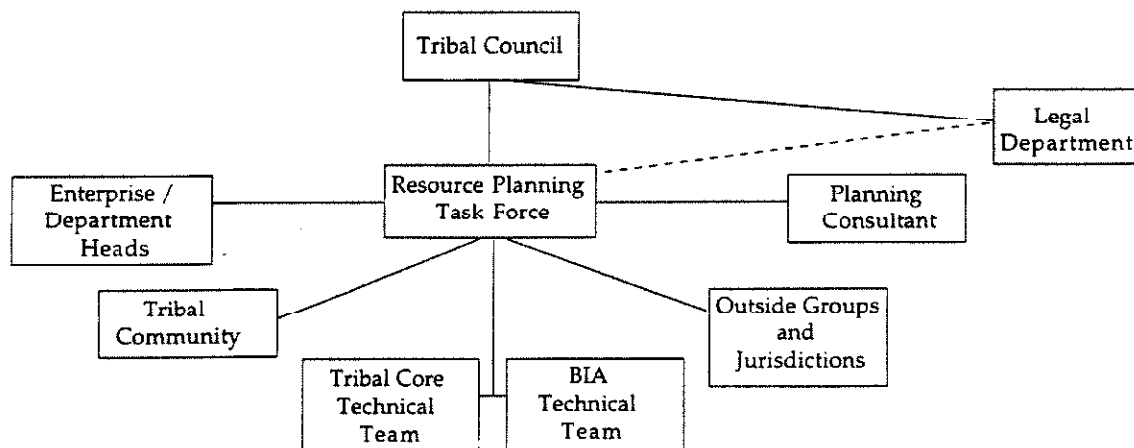 Tribal Council
Legal
Department
Enterprise /
Department
Heads
Resource Planning
Task Force
Planning
Consultant
Tribal
Community
Outside Groups
and
Jurisdictions
Tribal Core
Technical
Team
BIA
Technical
Team